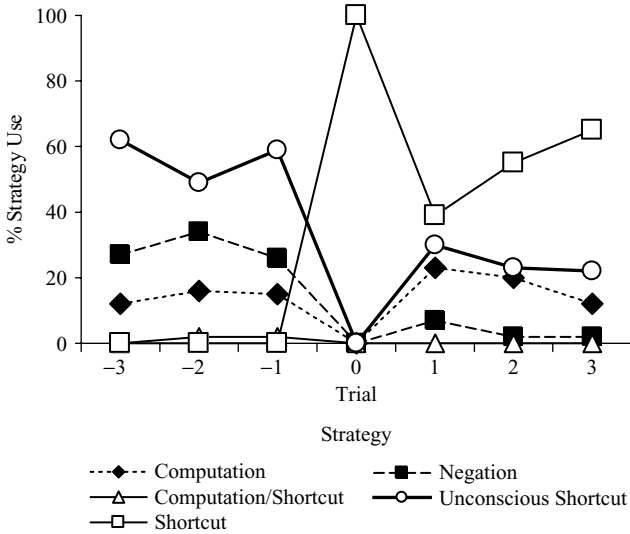 100
80
60
40
20
0
% Strategy Use
−3 −2 −1 0 1 2 3
Trial
Strategy
Computation Negation
Computation/Shortcut Unconscious Shortcut
Shortcut